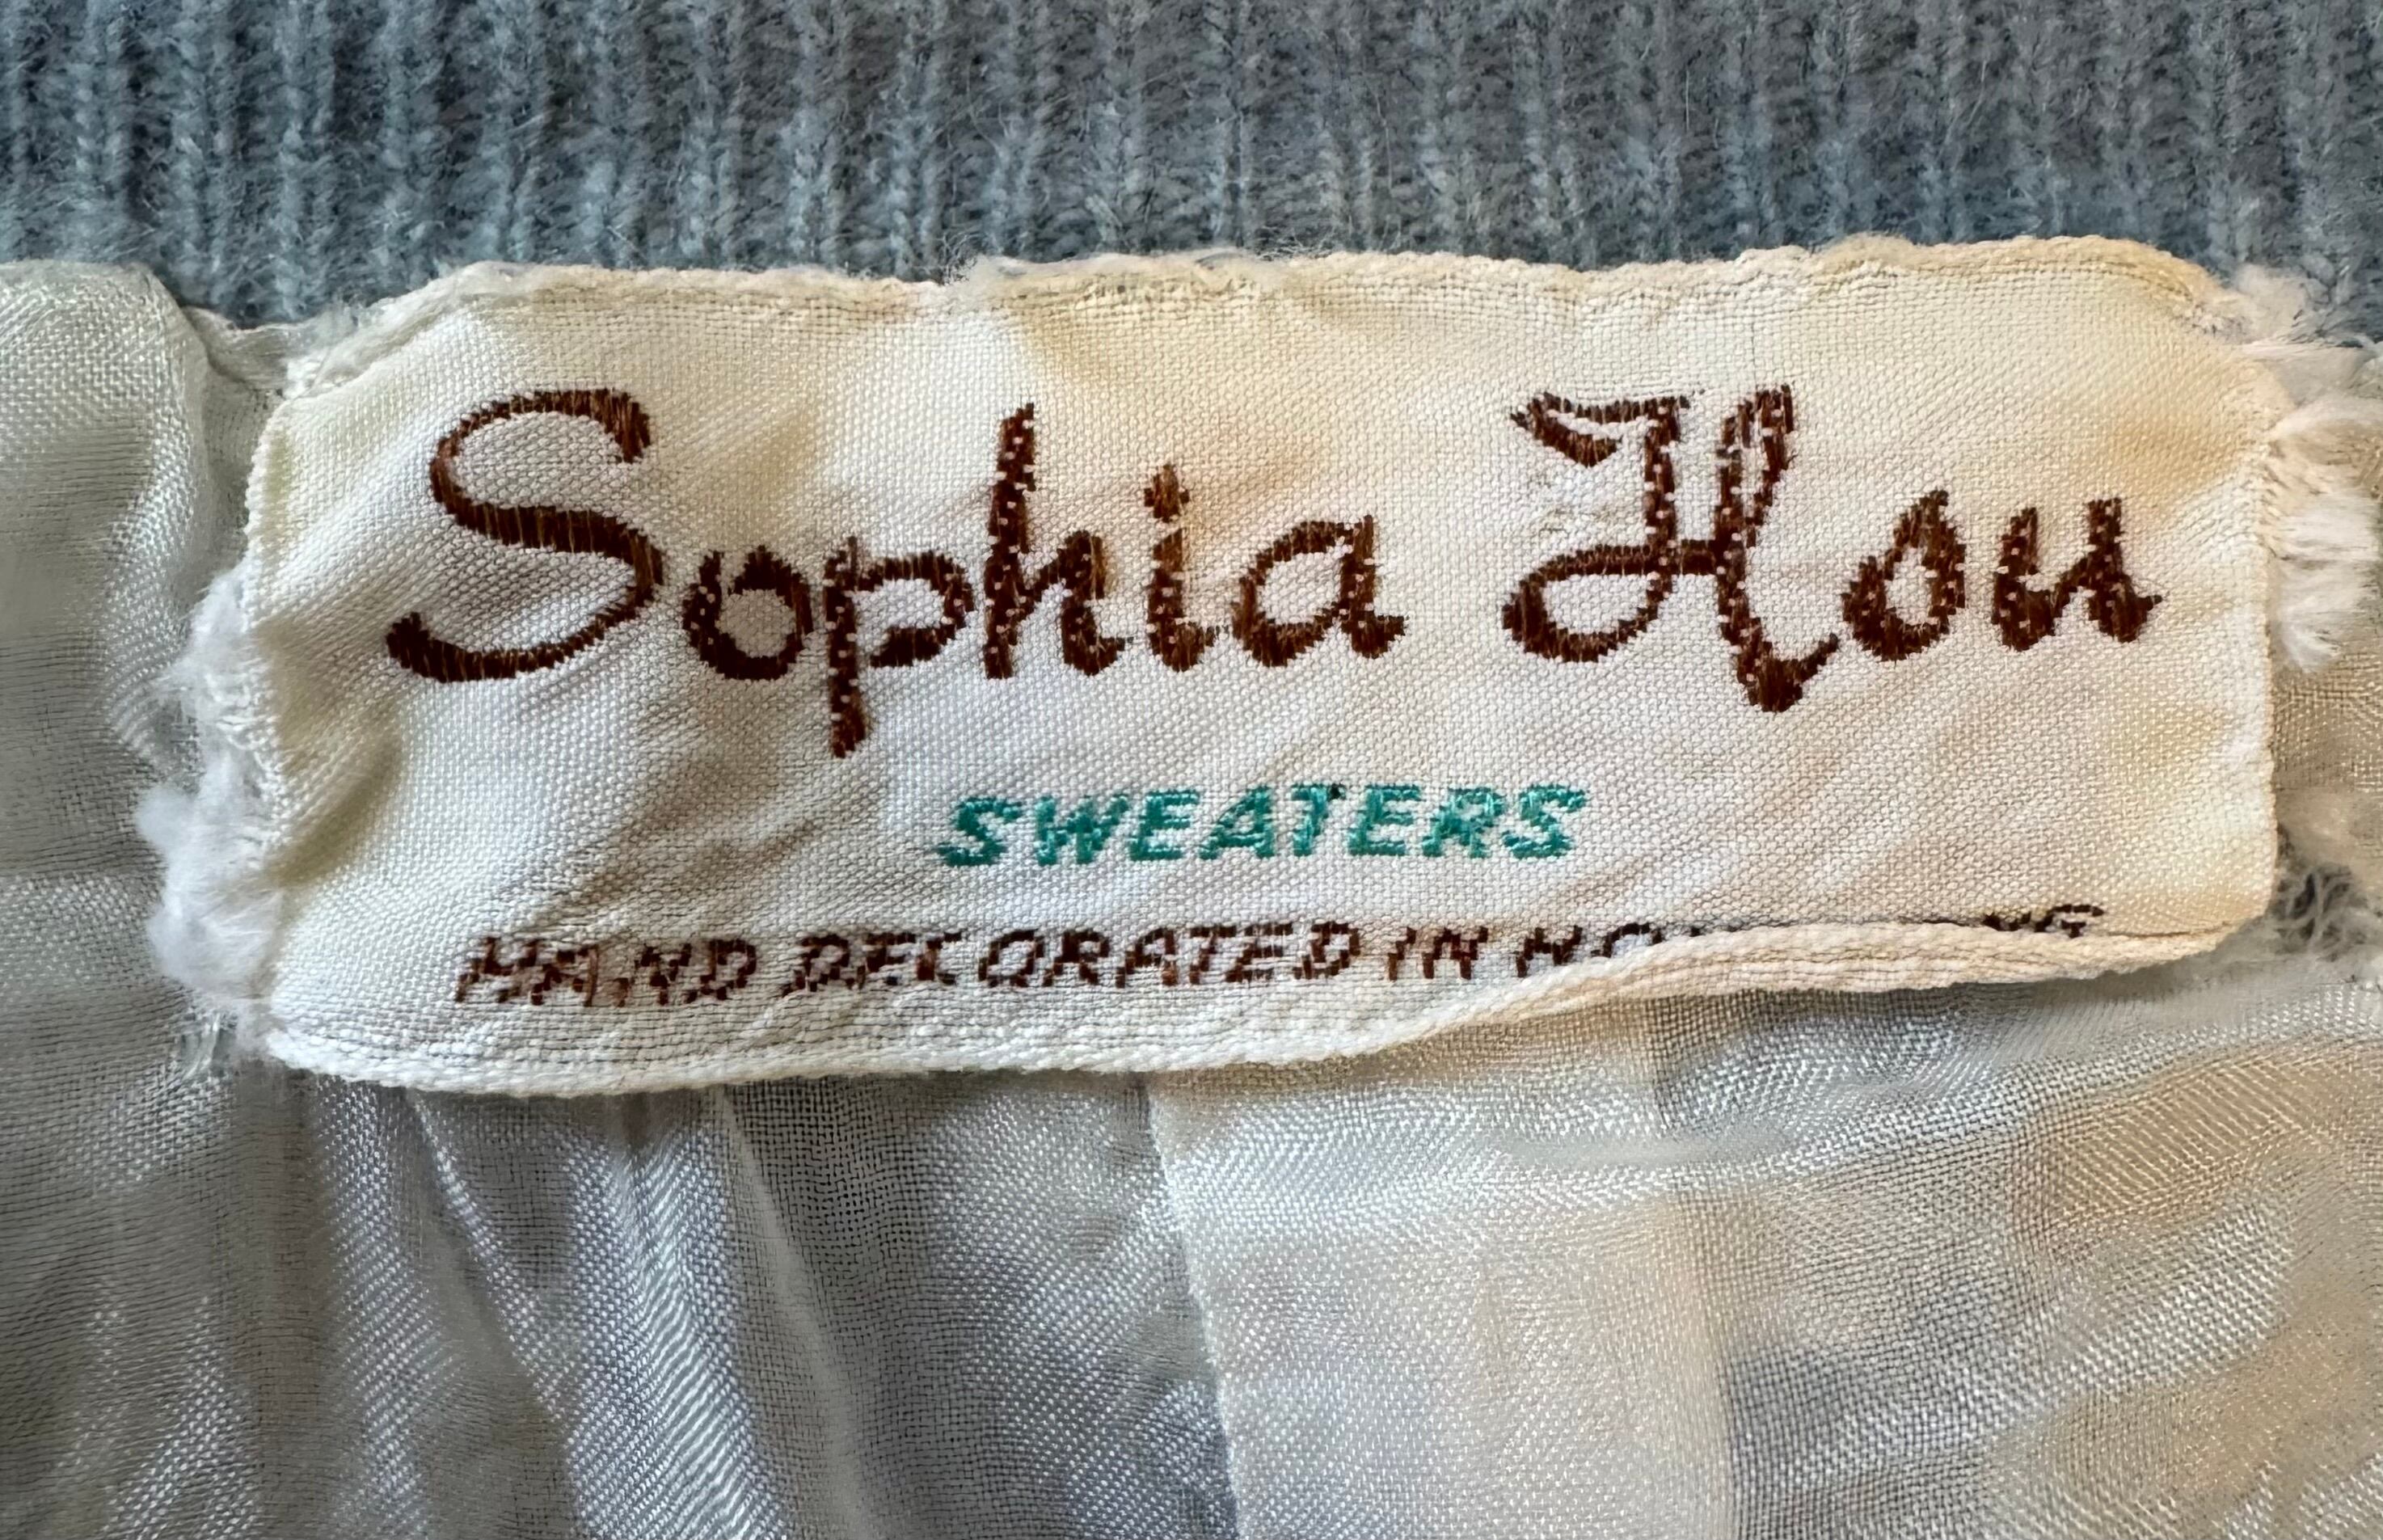 Sophia Hou
SWEATERS
HAND DECORATED IN